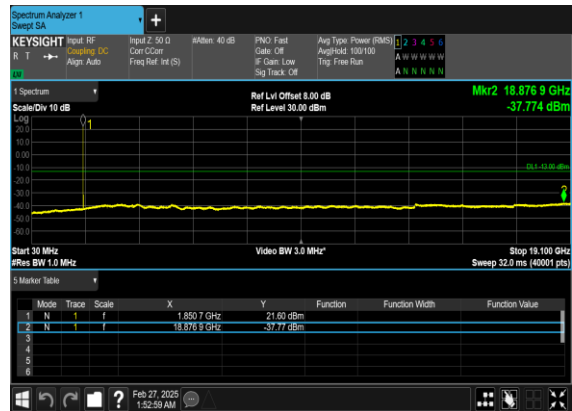 Spectrum Analyzer 1
Swept SA
+
KEYSIGHT Input: RF Input Z: 50 Ω #Atten: 40 dB PNO: Fast Avg Type: Power (RMS) 1 2 3 4 5 6
R T Coupling: DC Corr CCorr Gate: Off Avg|Hold: 100/100 A W W W W W
Align: Auto Freq Ref: Int (S) IF Gain: Low Trig: Free Run
LW Sig Track: Off A N N N N N
1 Spectrum Ref Lvl Offset 8.00 dB Mkr2 18.876 9 GHz
Scale/Div 10 dB Ref Level 30.00 dBm -37.774 dBm
Log
1
20.0
10.0
0.00
-10.0
DL1 -13.00 dBm
-20.0
-30.0
2
-40.0
-50.0
-60.0
Start 30 MHz Video BW 3.0 MHz* Stop 19.100 GHz
#Res BW 1.0 MHz Sweep 32.0 ms (40001 pts)
5 Marker Table
Mode Trace Scale X Y Function Function Width Function Value
1 N 1 f 1.850 7 GHz 21.60 dBm
2 N 1 f 18.876 9 GHz -37.77 dBm
3
4
5
6
? Feb 27, 2025
1:52:59 AM